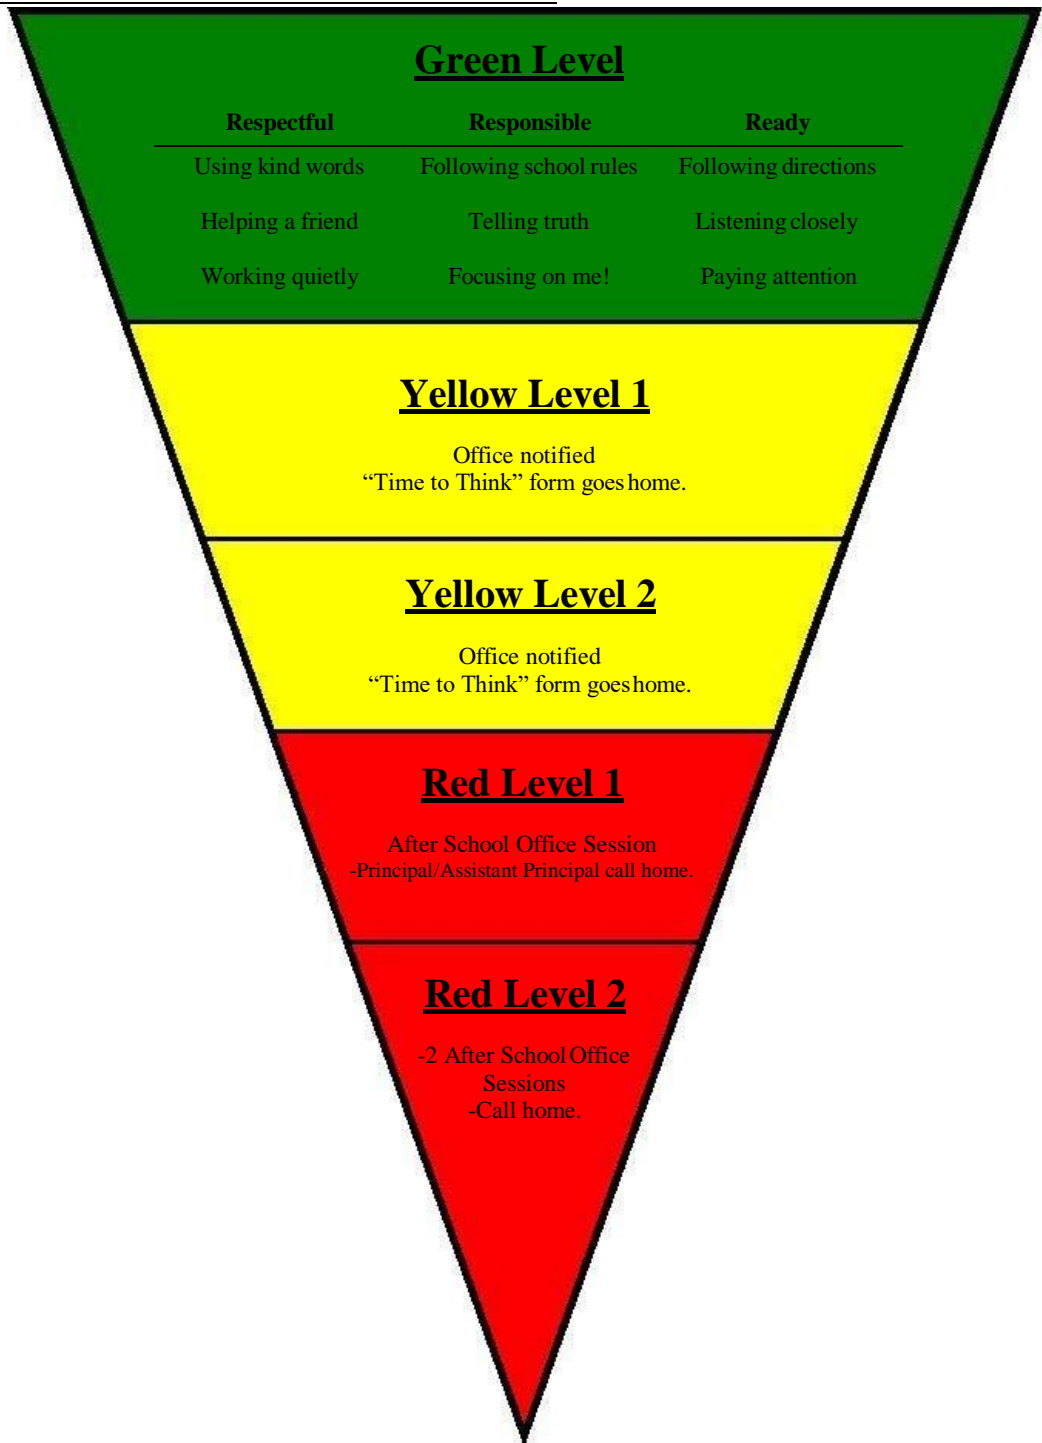 Green Level
Respectful Responsible Ready
Using kind words Following school rules Following directions
Helping a friend Telling truth Listening closely
Working quietly Focusing on me! Paying attention
Yellow Level 1
Office notified
“Time to Think” form goes home.
Yellow Level 2
Office notified
“Time to Think” form goes home.
Red Level 1
After School Office Session
-Principal/Assistant Principal call home.
Red Level 2
-2 After School Office
Sessions
-Call home.